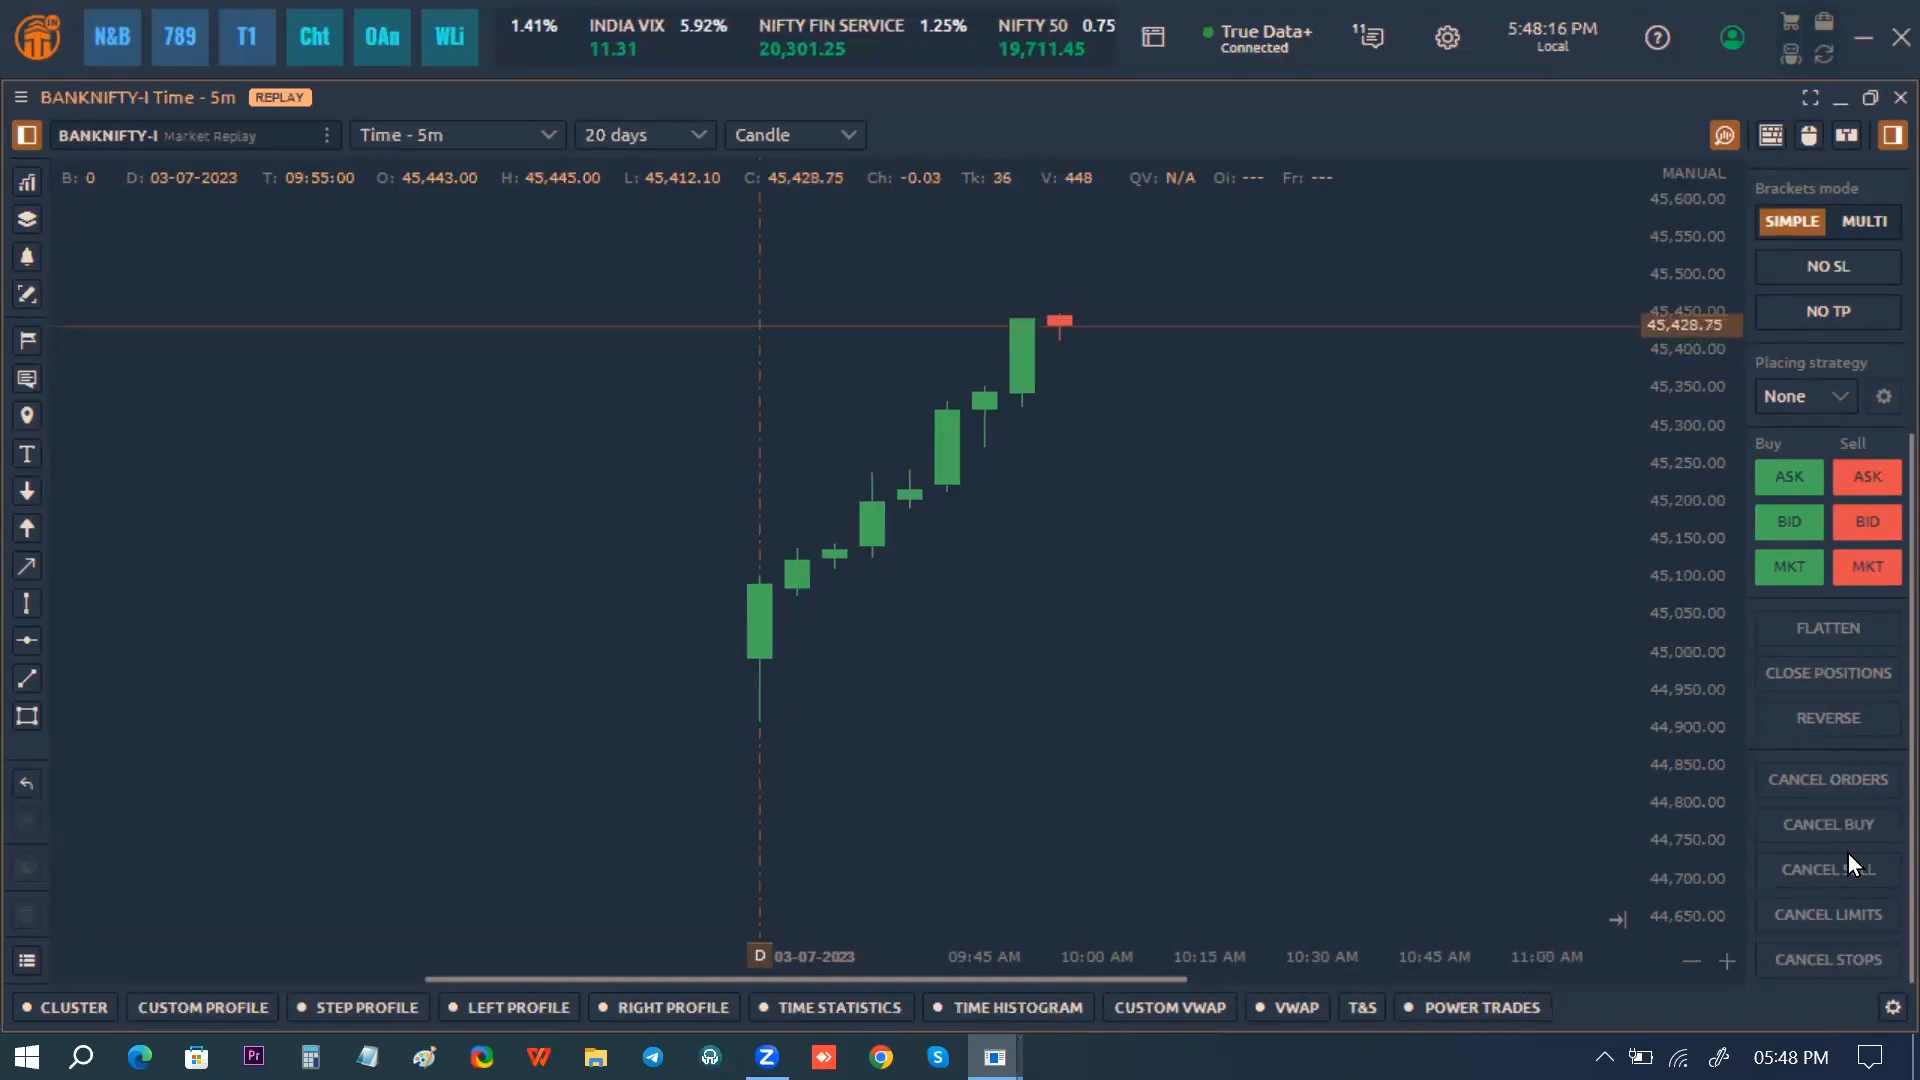 N&B 789 T1 Cht OAn WLi
1.41% INDIA VIX 5.92% NIFTY FIN SERVICE 1.25% NIFTY 50 0.75
11.31 20,301.25 19,711.45
True Data+
Connected
11
5:48:16 PM
Local
BANKNIFTY-I Time - 5m REPLAY
BANKNIFTY-I Market Replay Time - 5m 20 days Candle
B: 0 D: 03-07-2023 T: 09:55:00 O: 45,443.00 H: 45,445.00 L: 45,412.10 C: 45,428.75 Ch: -0.03 Tk: 36 V: 448 QV: N/A Oi: --- Fr: ---
MANUAL
45,600.00
45,550.00
45,500.00
45,450.00
45,428.75
45,400.00
45,350.00
45,300.00
45,250.00
45,200.00
45,150.00
45,100.00
45,050.00
45,000.00
44,950.00
44,900.00
44,850.00
44,800.00
44,750.00
44,700.00
44,650.00
Brackets mode
SIMPLE MULTI
NO SL
NO TP
Placing strategy
None
Buy Sell
ASK ASK
BID BID
MKT MKT
FLATTEN
CLOSE POSITIONS
REVERSE
CANCEL ORDERS
CANCEL BUY
CANCEL SELL
CANCEL LIMITS
CANCEL STOPS
D 03-07-2023 09:45 AM 10:00 AM 10:15 AM 10:30 AM 10:45 AM 11:00 AM
CLUSTER CUSTOM PROFILE STEP PROFILE LEFT PROFILE RIGHT PROFILE TIME STATISTICS TIME HISTOGRAM CUSTOM VWAP VWAP T&S POWER TRADES
05:48 PM